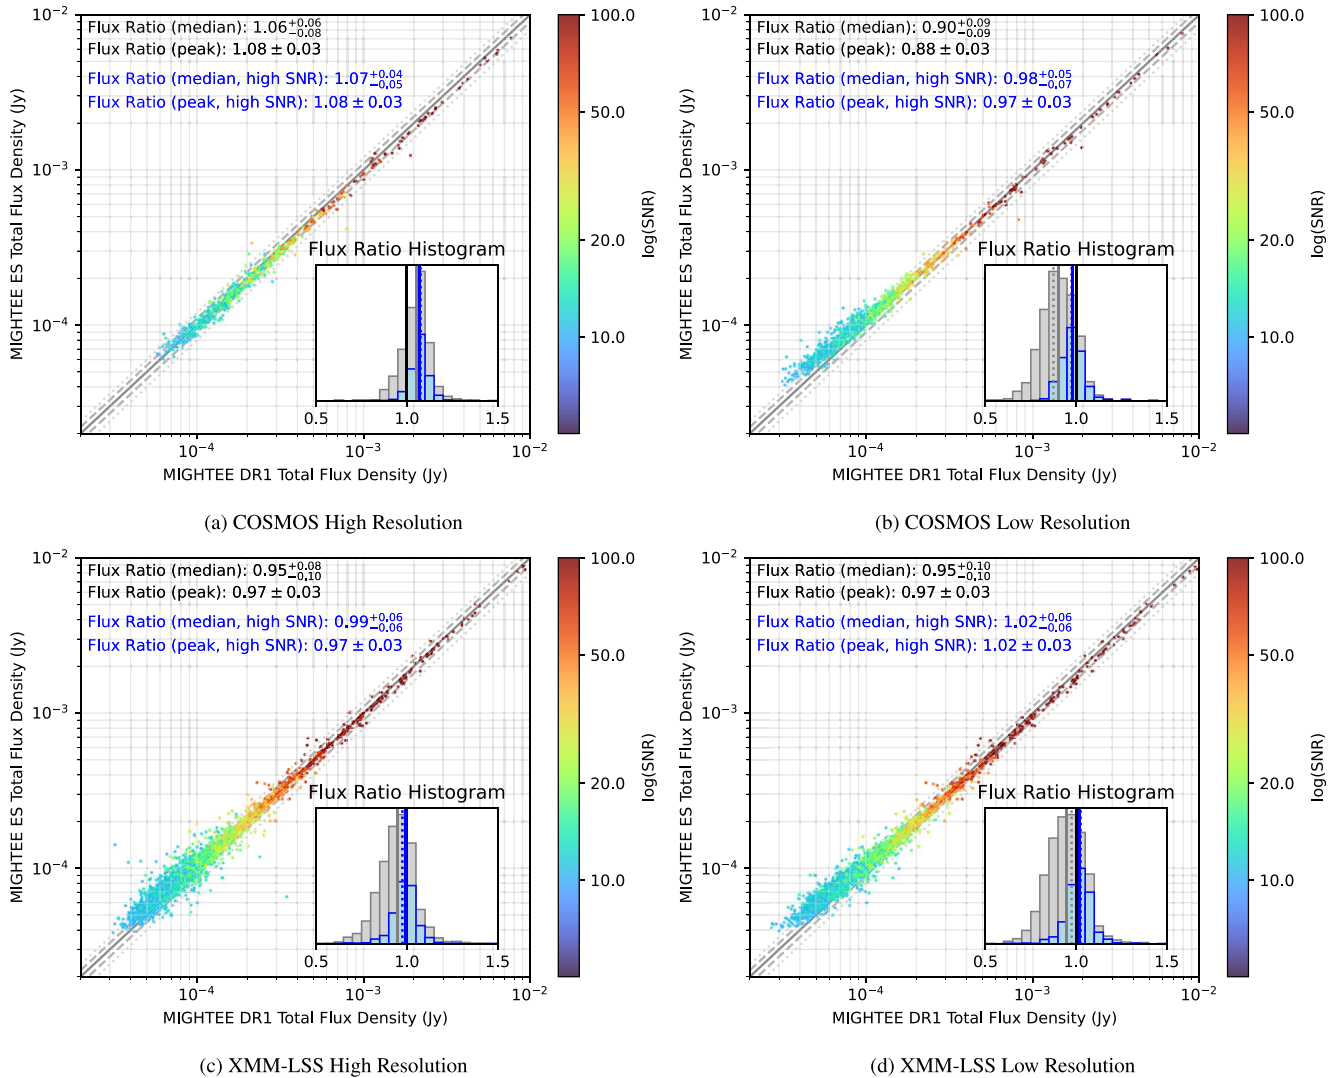 Flux Ratio (median): 1.06+0.06−0.08
Flux Ratio (peak): 1.08 ± 0.03
Flux Ratio (median, high SNR): 1.07+0.04−0.05
Flux Ratio (peak, high SNR): 1.08 ± 0.03
Flux Ratio Histogram
0.5 1.0 1.5
10−2
10−3
10−4
MIGHTEE ES Total Flux Density (Jy)
10−4 10−3 10−2
MIGHTEE DR1 Total Flux Density (Jy)
100.0
50.0
20.0
10.0
log(SNR)
(a) COSMOS High Resolution
Flux Ratio (median): 0.90+0.09−0.09
Flux Ratio (peak): 0.88 ± 0.03
Flux Ratio (median, high SNR): 0.98+0.05−0.07
Flux Ratio (peak, high SNR): 0.97 ± 0.03
Flux Ratio Histogram
0.5 1.0 1.5
10−2
10−3
10−4
MIGHTEE ES Total Flux Density (Jy)
10−4 10−3 10−2
MIGHTEE DR1 Total Flux Density (Jy)
100.0
50.0
20.0
10.0
log(SNR)
(b) COSMOS Low Resolution
Flux Ratio (median): 0.95+0.08−0.10
Flux Ratio (peak): 0.97 ± 0.03
Flux Ratio (median, high SNR): 0.99+0.06−0.06
Flux Ratio (peak, high SNR): 0.97 ± 0.03
Flux Ratio Histogram
0.5 1.0 1.5
10−2
10−3
10−4
MIGHTEE ES Total Flux Density (Jy)
10−4 10−3 10−2
MIGHTEE DR1 Total Flux Density (Jy)
100.0
50.0
20.0
10.0
log(SNR)
(c) XMM-LSS High Resolution
Flux Ratio (median): 0.95+0.10−0.10
Flux Ratio (peak): 0.97 ± 0.03
Flux Ratio (median, high SNR): 1.02+0.06−0.06
Flux Ratio (peak, high SNR): 1.02 ± 0.03
Flux Ratio Histogram
0.5 1.0 1.5
10−2
10−3
10−4
MIGHTEE ES Total Flux Density (Jy)
10−4 10−3 10−2
MIGHTEE DR1 Total Flux Density (Jy)
100.0
50.0
20.0
10.0
log(SNR)
(d) XMM-LSS Low Resolution